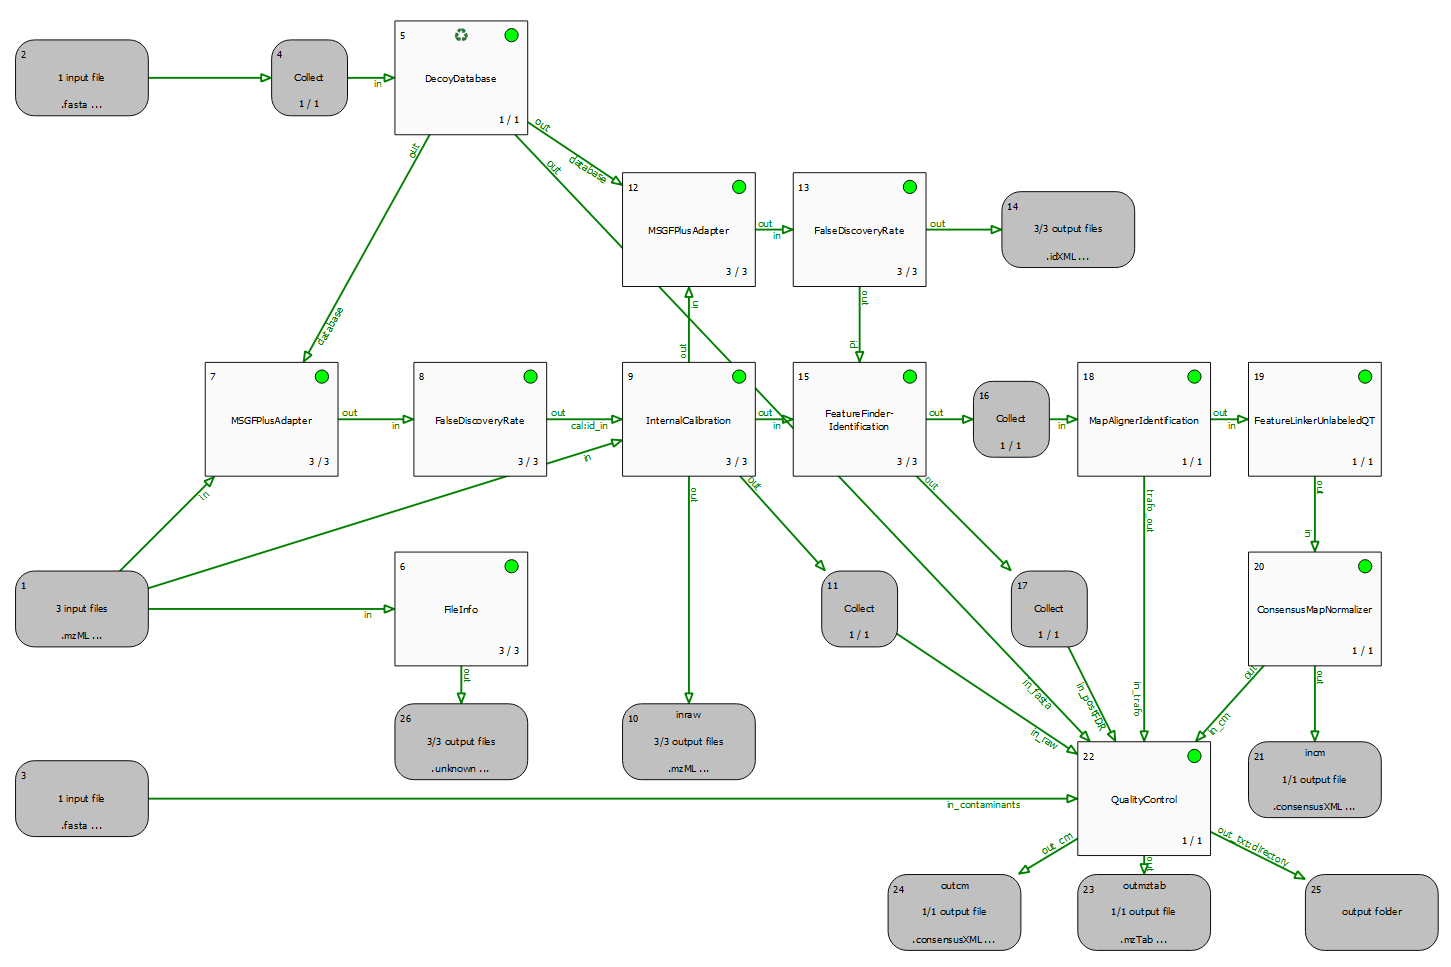 2
1 input file
.fasta ...
4
Collect
1 / 1
in
5
DecoyDatabase
1 / 1
out
out
database
out
12
MSGFPlusAdapter
3 / 3
out
in
13
FalseDiscoveryRate
3 / 3
out
14
3/3 output files
.idXML ...
out
id
database
in
out
7
MSGFPlusAdapter
3 / 3
out
in
8
FalseDiscoveryRate
3 / 3
out
cal:id_in
in
9
InternalCalibration
3 / 3
out
in
15
FeatureFinder-
Identification
3 / 3
out
16
Collect
1 / 1
in
18
MapAlignerIdentification
1 / 1
out
in
19
FeatureLinkerUnlabeledQT
1 / 1
in
out
out
out
trafo_out
out
in
1
3 input files
.mzML ...
in
6
FileInfo
3 / 3
out
11
Collect
1 / 1
17
Collect
1 / 1
20
ConsensusMapNormalizer
1 / 1
out
out
in_raw
in_fasta
in_postFDR
in_trafo
in_cm
26
3/3 output files
.unknown ...
10
inraw
3/3 output files
.mzML ...
21
incm
1/1 output file
.consensusXML ...
3
1 input file
.fasta ...
in_contaminants
22
QualityControl
1 / 1
out_cm
out
out_txt:directory
24
outcm
1/1 output file
.consensusXML ...
23
outmztab
1/1 output file
.mzTab ...
25
output folder